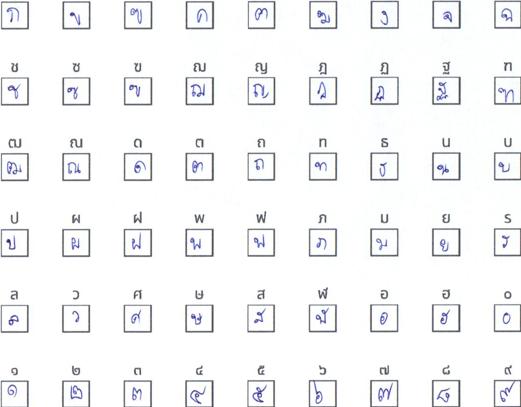 ก ข ฃ ค ฅ ฆ ง จ ฉ
ช ซ ฃ ฌ ญ ฎ ฏ ฐ ฑ
ช ซ ฃ ฌ ญ ฎ ฏ ฐ ฑ
ฒ ณ ด ต ถ ท ธ น บ
ฒ ณ ด ต ถ ท ธ น บ
ป ผ ฝ พ ฟ ภ ม ย ร
ป ผ ฝ พ ฟ ภ ม ย ร
ล ว ศ ษ ส ฬ อ ฮ ๐
ล ว ศ ษ ส ฬ อ ฮ ๐
๑ ๒ ๓ ๔ ๕ ๖ ๗ ๘ ๙
๑ ๒ ๓ ๔ ๕ ๖ ๗ ๘ ๙